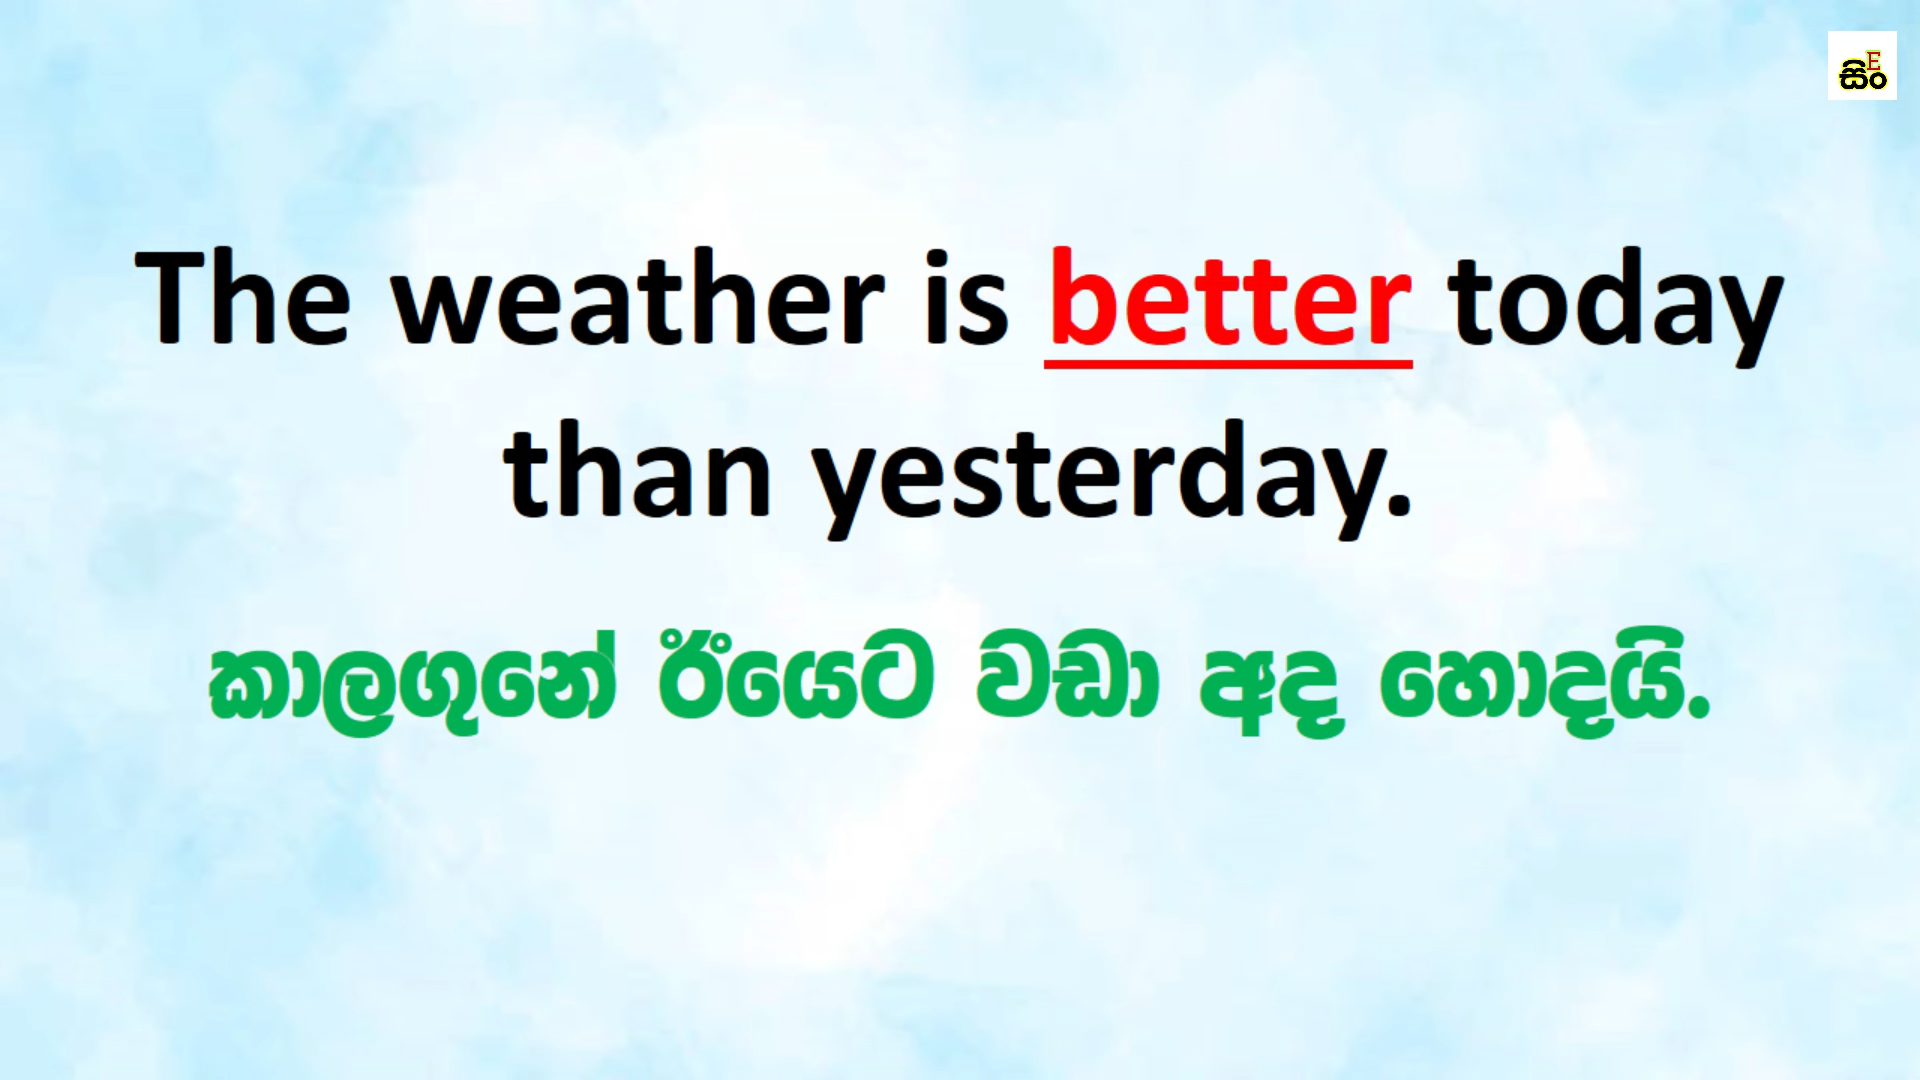 සිං E
The weather is better today
than yesterday.
කාලගුනේ ඊයෙට වඩා අද හොදයි.